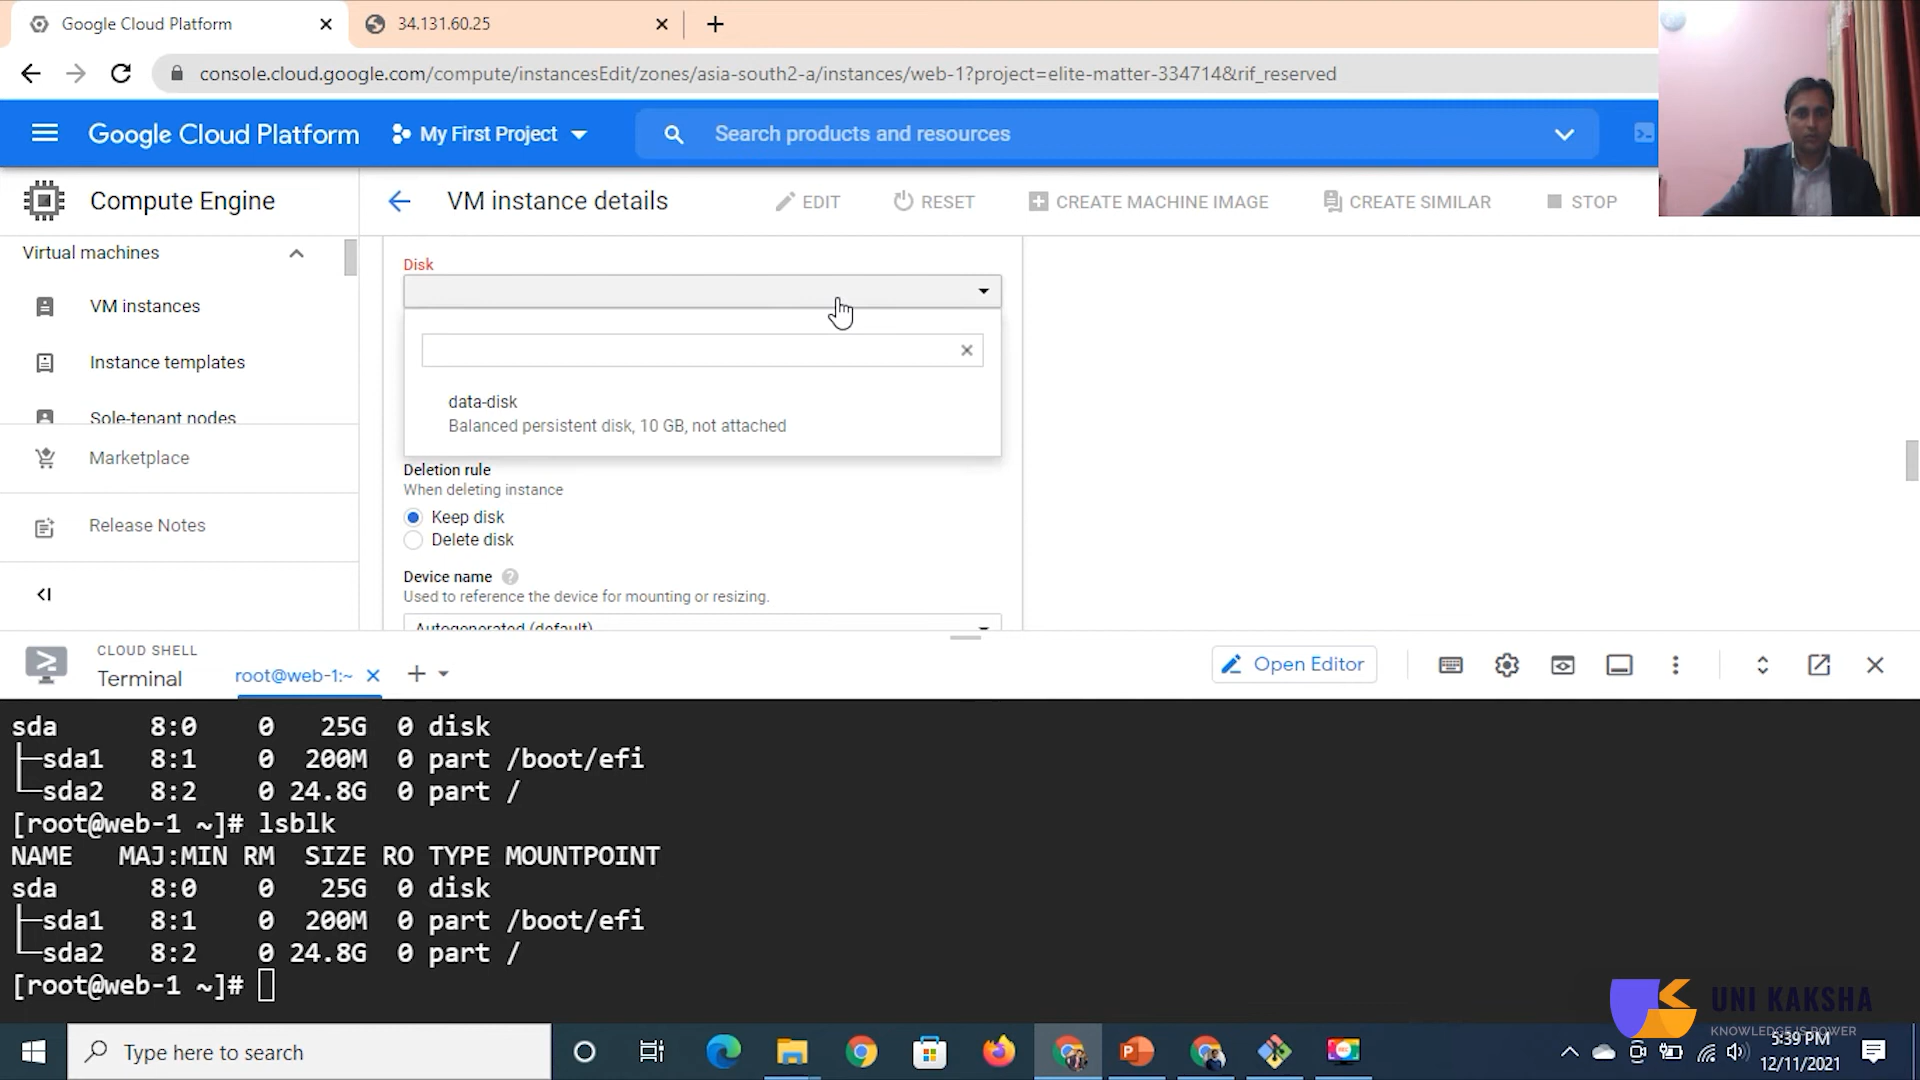 Google Cloud Platform
34.131.60.25
console.cloud.google.com/compute/instancesEdit/zones/asia-south2-a/instances/web-1?project=elite-matter-334714&rif_reserved
Google Cloud Platform
My First Project
Search products and resources
Compute Engine
VM instance details
EDIT
RESET
CREATE MACHINE IMAGE
CREATE SIMILAR
STOP
Virtual machines
VM instances
Instance templates
Sole-tenant nodes
Marketplace
Release Notes
Disk
data-disk
Balanced persistent disk, 10 GB, not attached
Deletion rule
When deleting instance
Keep disk
Delete disk
Device name
Used to reference the device for mounting or resizing.
Autogenerated (default)
CLOUD SHELL
Terminal
root@web-1:~
Open Editor
sda 8:0 0 25G 0 disk
├─sda1 8:1 0 200M 0 part /boot/efi
└─sda2 8:2 0 24.8G 0 part /
[root@web-1 ~]# lsblk
NAME MAJ:MIN RM SIZE RO TYPE MOUNTPOINT
sda 8:0 0 25G 0 disk
├─sda1 8:1 0 200M 0 part /boot/efi
└─sda2 8:2 0 24.8G 0 part /
[root@web-1 ~]#
UNI KAKSHA
KNOWLEDGE IS POWER
Type here to search
5:39 PM
12/11/2021